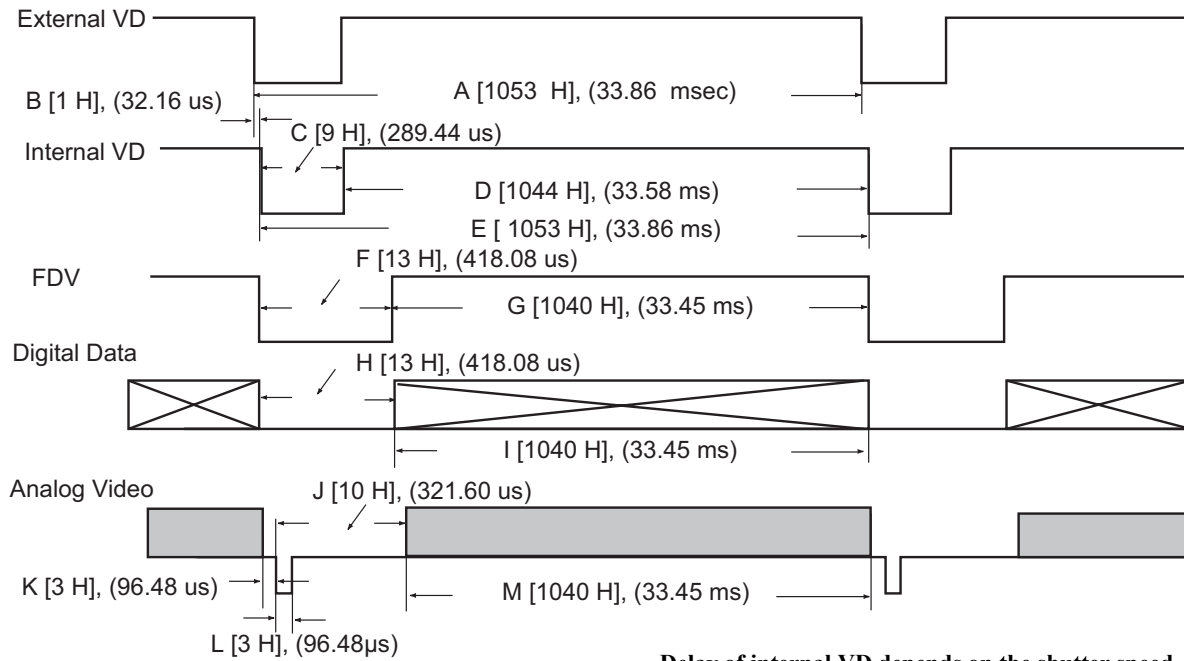 External VD
A [1053 H], (33.86 msec)
B [1 H], (32.16 us)
C [9 H], (289.44 us)
Internal VD
D [1044 H], (33.58 ms)
E [ 1053 H], (33.86 ms)
F [13 H], (418.08 us)
FDV
G [1040 H], (33.45 ms)
Digital Data
H [13 H], (418.08 us)
I [1040 H], (33.45 ms)
Analog Video
J [10 H], (321.60 us)
K [3 H], (96.48 us)
M [1040 H], (33.45 ms)
L [3 H], (96.48µs)
Delay of internal VD depends on the shutter speed